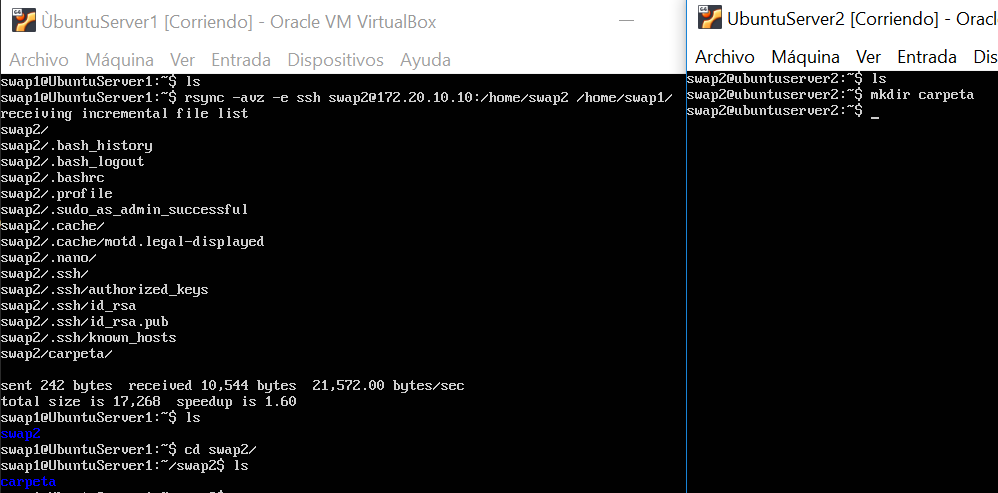 ÙbuntuServer1 [Corriendo] - Oracle VM VirtualBox
Archivo Máquina Ver Entrada Dispositivos Ayuda
swap1@UbuntuServer1:~$ ls
swap1@UbuntuServer1:~$ rsync -avz -e ssh swap2@172.20.10.10:/home/swap2 /home/swap1/
receiving incremental file list
swap2/
swap2/.bash_history
swap2/.bash_logout
swap2/.bashrc
swap2/.profile
swap2/.sudo_as_admin_successful
swap2/.cache/
swap2/.cache/motd.legal-displayed
swap2/.nano/
swap2/.ssh/
swap2/.ssh/authorized_keys
swap2/.ssh/id_rsa
swap2/.ssh/id_rsa.pub
swap2/.ssh/known_hosts
swap2/carpeta/
sent 242 bytes  received 10,544 bytes  21,572.00 bytes/sec
total size is 17,268  speedup is 1.60
swap1@UbuntuServer1:~$ ls
swap2
swap1@UbuntuServer1:~$ cd swap2/
swap1@UbuntuServer1:~/swap2$ ls
carpeta
UbuntuServer2 [Corriendo] - Oracle
Archivo Máquina Ver Entrada Dis
swap2@ubuntuserver2:~$ ls
swap2@ubuntuserver2:~$ mkdir carpeta
swap2@ubuntuserver2:~$ _